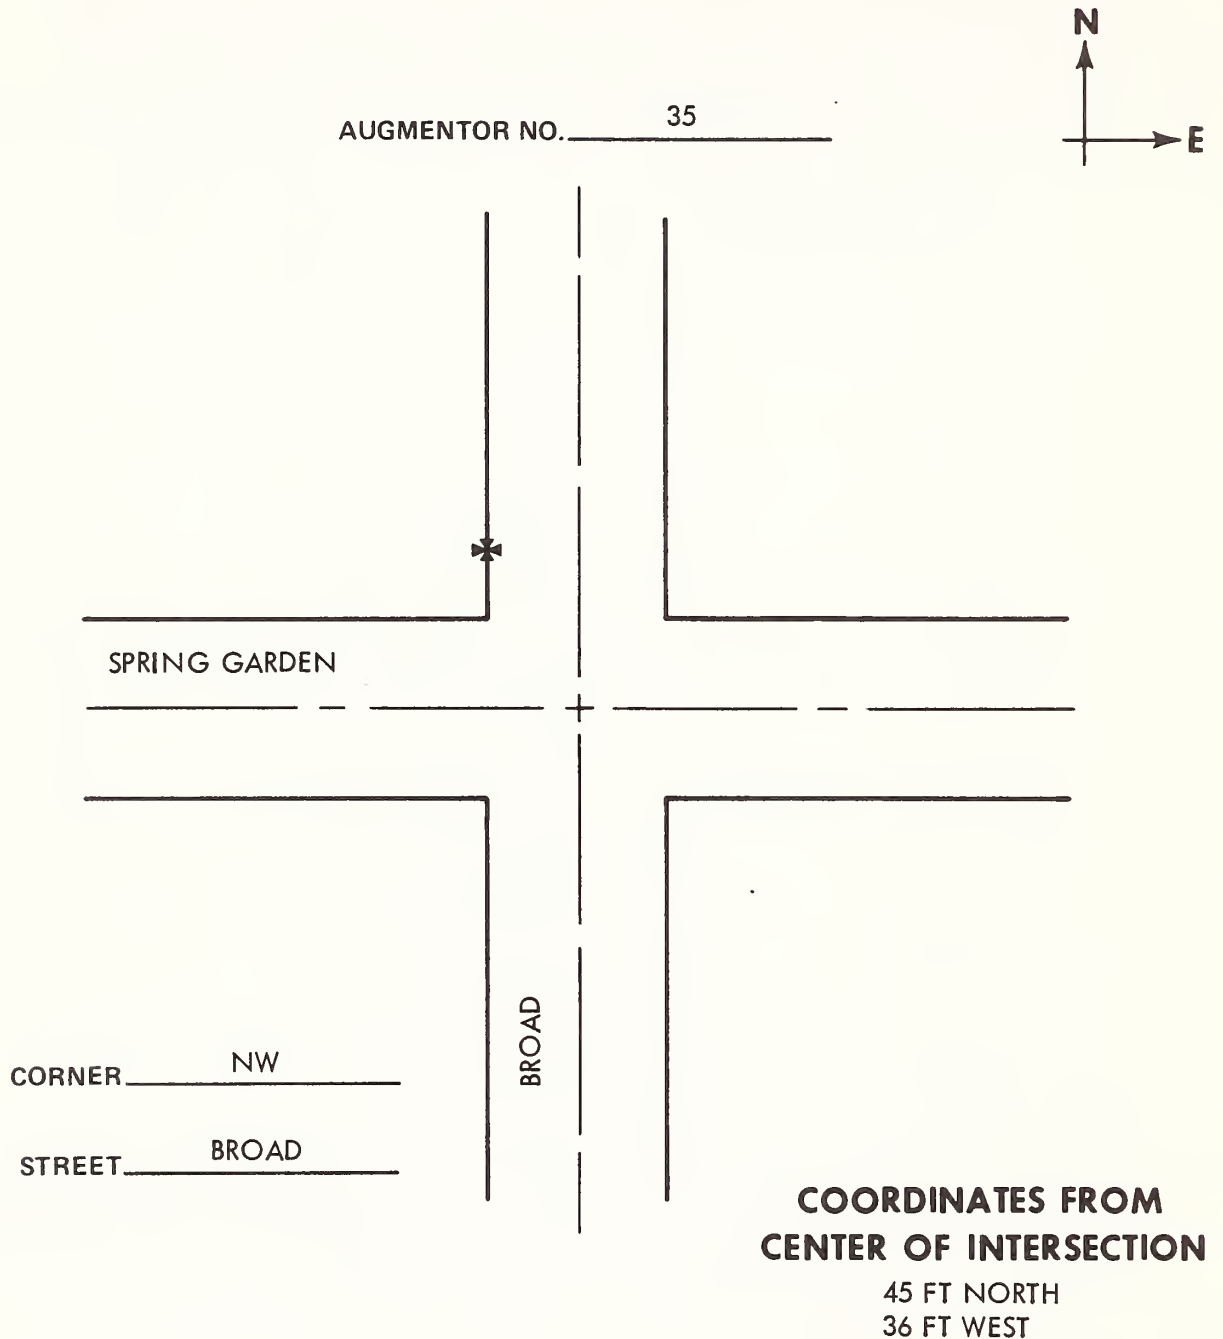 N
AUGMENTOR NO. 35
E
SPRING GARDEN
BROAD
CORNER NW
STREET BROAD
COORDINATES FROM
CENTER OF INTERSECTION
45 FT NORTH
36 FT WEST